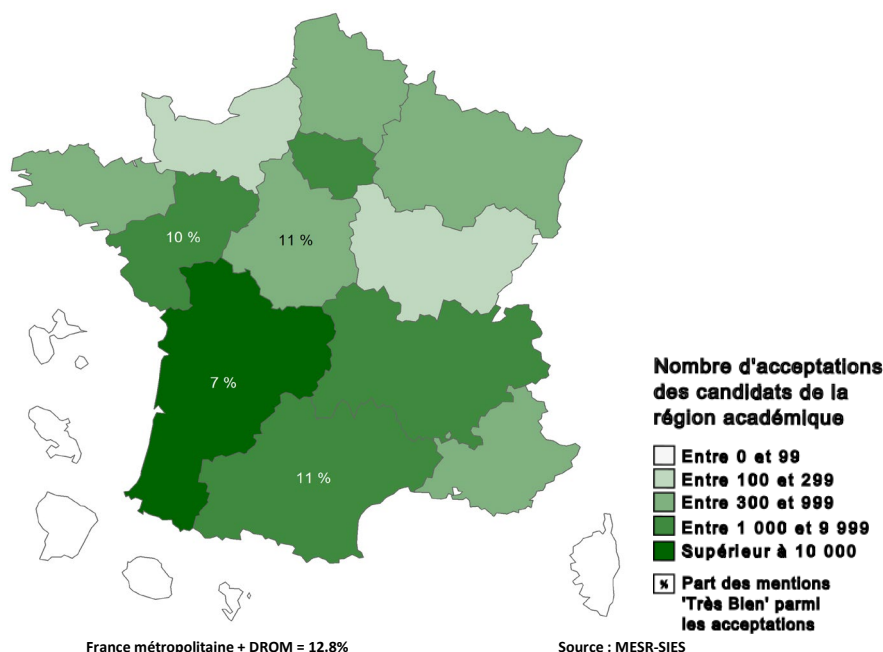 10 %
11 %
7 %
11 %
Nombre d'acceptations
des candidats de la
région académique
Entre 0 et 99
Entre 100 et 299
Entre 300 et 999
Entre 1 000 et 9 999
Supérieur à 10 000
% Part des mentions
'Très Bien' parmi
les acceptations
France métropolitaine + DROM = 12.8%
Source : MESR-SIES